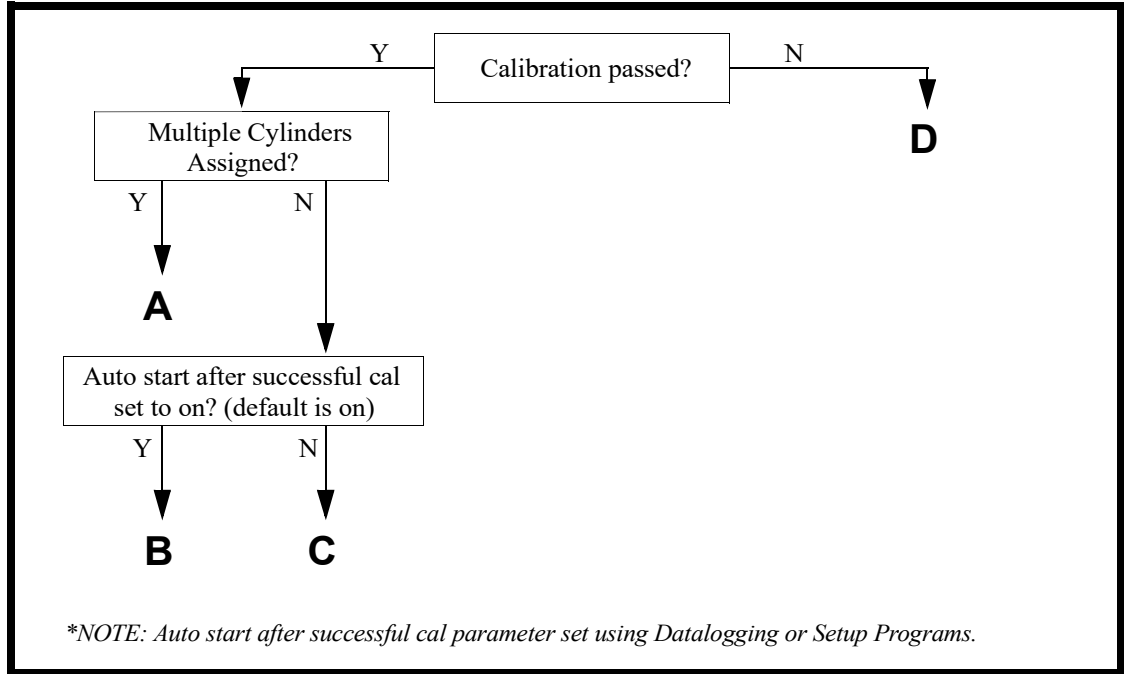 Y
Calibration passed?
N
Multiple Cylinders
Assigned?
D
Y
N
A
Auto start after successful cal
set to on? (default is on)
Y
N
B
C
*NOTE: Auto start after successful cal parameter set using Datalogging or Setup Programs.